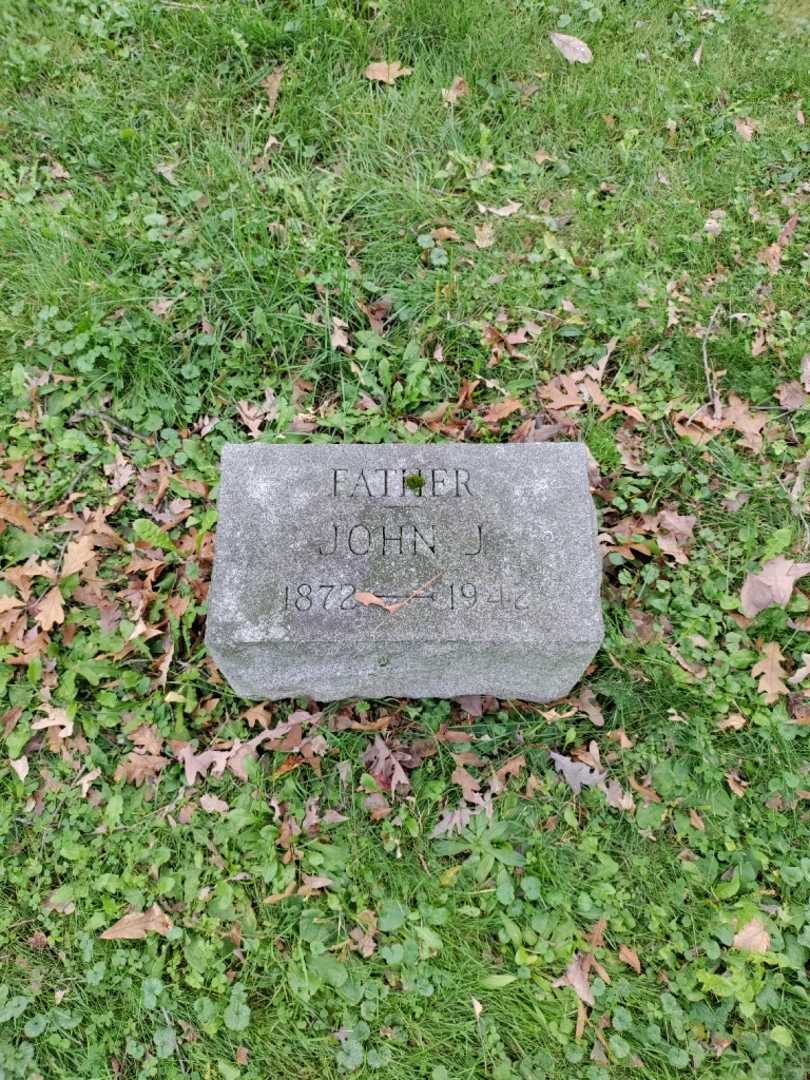 FATHER
JOHN J
1872 — 1942